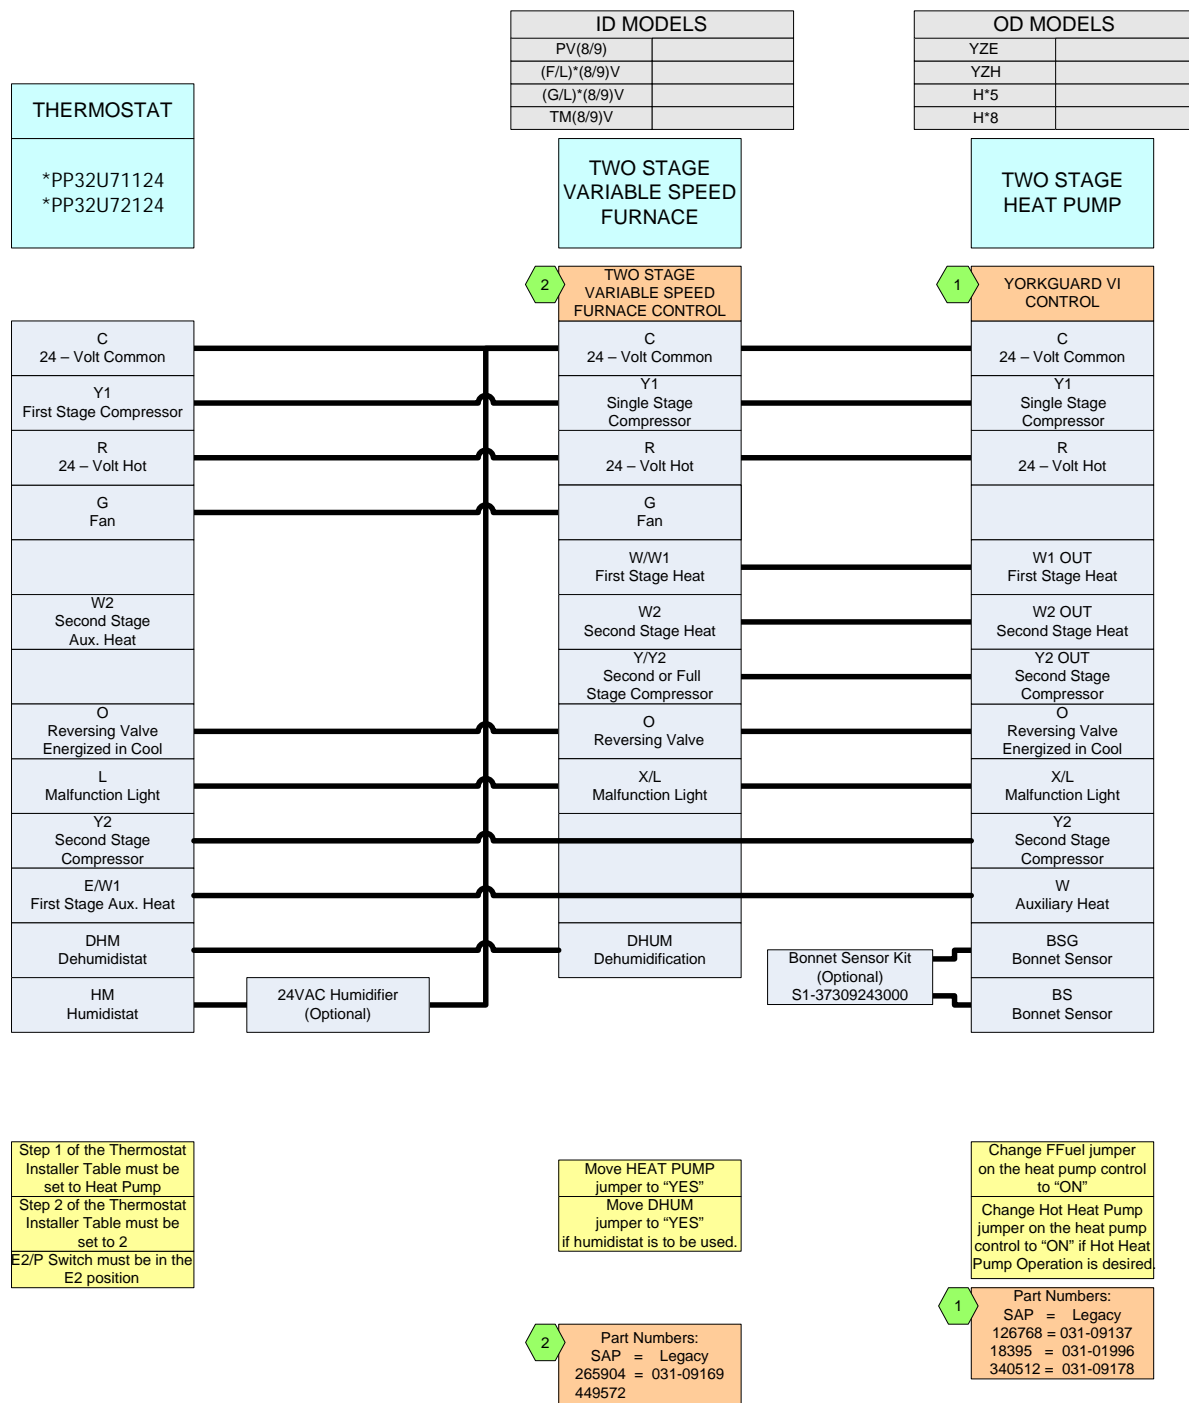 ID MODELS
PV(8/9)
(F/L)*(8/9)V
(G/L)*(8/9)V
TM(8/9)V
OD MODELS
YZE
YZH
H*5
H*8
THERMOSTAT
*PP32U71124
*PP32U72124
TWO STAGE
VARIABLE SPEED
FURNACE
TWO STAGE
HEAT PUMP
2
TWO STAGE
VARIABLE SPEED
FURNACE CONTROL
1
YORKGUARD VI
CONTROL
C
24 – Volt Common
C
24 – Volt Common
C
24 – Volt Common
Y1
First Stage Compressor
Y1
Single Stage
Compressor
Y1
Single Stage
Compressor
R
24 – Volt Hot
R
24 – Volt Hot
R
24 – Volt Hot
G
Fan
G
Fan
W/W1
First Stage Heat
W1 OUT
First Stage Heat
W2
Second Stage
Aux. Heat
W2
Second Stage Heat
W2 OUT
Second Stage Heat
Y/Y2
Second or Full
Stage Compressor
Y2 OUT
Second Stage
Compressor
O
Reversing Valve
Energized in Cool
O
Reversing Valve
O
Reversing Valve
Energized in Cool
L
Malfunction Light
X/L
Malfunction Light
X/L
Malfunction Light
Y2
Second Stage
Compressor
Y2
Second Stage
Compressor
E/W1
First Stage Aux. Heat
W
Auxiliary Heat
DHM
Dehumidistat
DHUM
Dehumidification
Bonnet Sensor Kit
(Optional)
S1-37309243000
BSG
Bonnet Sensor
HM
Humidistat
24VAC Humidifier
(Optional)
BS
Bonnet Sensor
Step 1 of the Thermostat
Installer Table must be
set to Heat Pump
Step 2 of the Thermostat
Installer Table must be
set to 2
E2/P Switch must be in the
E2 position
Move HEAT PUMP
jumper to “YES”
Move DHUM
jumper to “YES”
if humidistat is to be used.
Change FFuel jumper
on the heat pump control
to “ON”
Change Hot Heat Pump
jumper on the heat pump
control to “ON” if Hot Heat
Pump Operation is desired.
1
Part Numbers:
SAP = Legacy
126768 = 031-09137
18395 = 031-01996
340512 = 031-09178
2
Part Numbers:
SAP = Legacy
265904 = 031-09169
449572